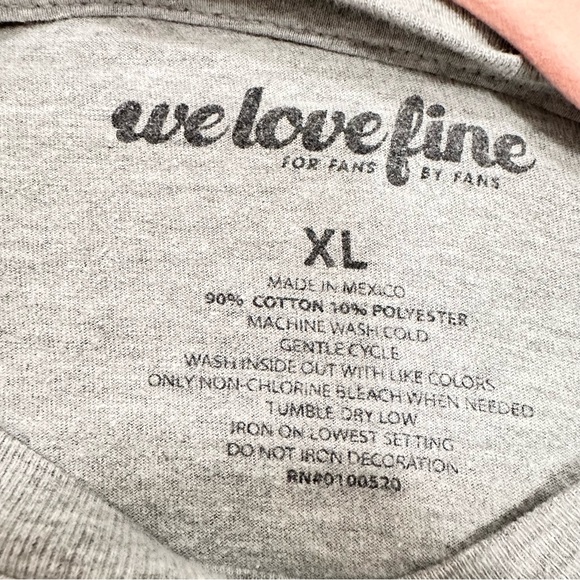 welovefine
FOR FANS BY FANS
XL
MADE IN MEXICO
90% COTTON 10% POLYESTER
MACHINE WASH COLD
GENTLE CYCLE
WASH INSIDE OUT WITH LIKE COLORS
ONLY NON-CHLORINE BLEACH WHEN NEEDED
TUMBLE DRY LOW
IRON ON LOWEST SETTING
DO NOT IRON DECORATION
RN#0100520